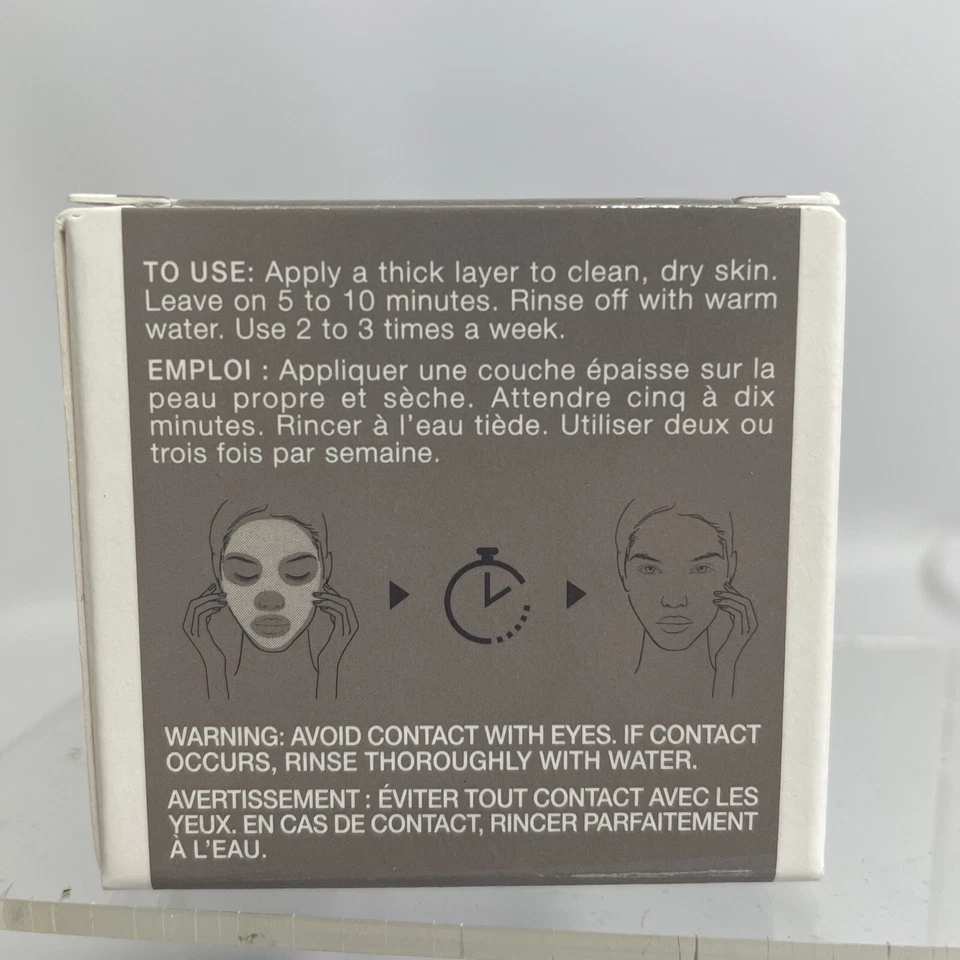 TO USE: Apply a thick layer to clean, dry skin.
Leave on 5 to 10 minutes. Rinse off with warm
water. Use 2 to 3 times a week.
EMPLOI : Appliquer une couche épaisse sur la
peau propre et sèche. Attendre cinq à dix
minutes. Rincer à l'eau tiède. Utiliser deux ou
trois fois par semaine.
WARNING: AVOID CONTACT WITH EYES. IF CONTACT
OCCURS, RINSE THOROUGHLY WITH WATER.
AVERTISSEMENT : ÉVITER TOUT CONTACT AVEC LES
YEUX. EN CAS DE CONTACT, RINCER PARFAITEMENT
À L'EAU.